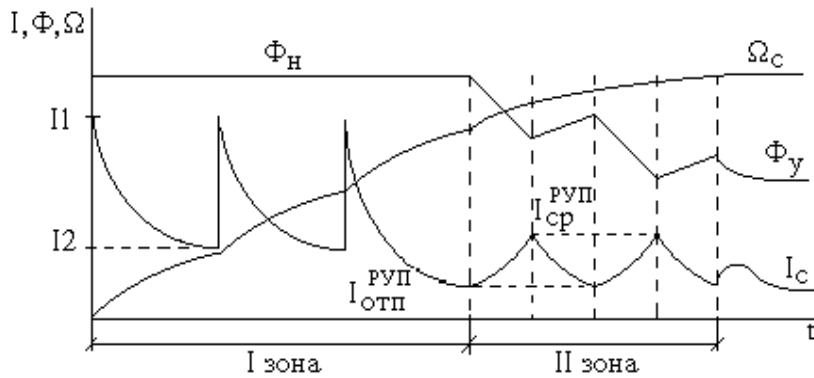 I,Φ,Ω
Φн
Ωс
I1
Φу
I2
Iср РУП
Iотп РУП
Iс
t
I зона
II зона